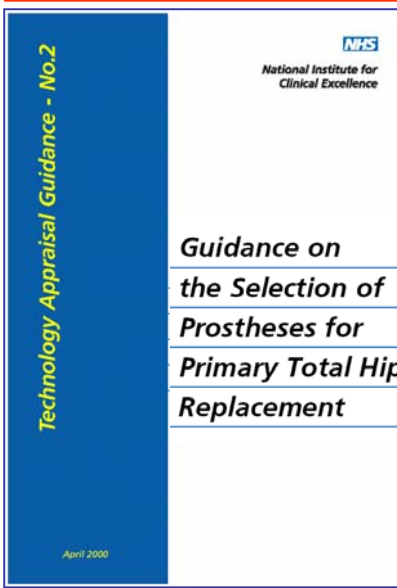 Technology Appraisal Guidance - No.2
NHS
National Institute for
Clinical Excellence
Guidance on
the Selection of
Prostheses for
Primary Total Hip
Replacement
April 2000